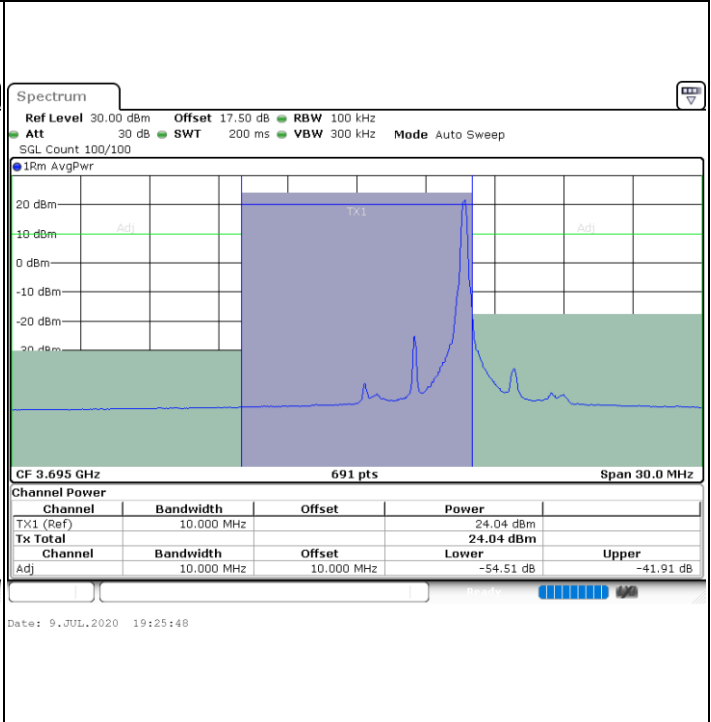 Spectrum
Ref Level 30.00 dBm Offset 17.50 dB RBW 100 kHz
Att 30 dB SWT 200 ms VBW 300 kHz Mode Auto Sweep
SGL Count 100/100
1Rm AvgPwr
20 dBm
TX1
Adj
Adj
10 dBm
0 dBm
-10 dBm
-20 dBm
CF 3.695 GHz 691 pts Span 30.0 MHz
Channel Power
Channel Bandwidth Offset Power
TX1 (Ref) 10.000 MHz 24.04 dBm
Tx Total 24.04 dBm
Channel Bandwidth Offset Lower Upper
Adj 10.000 MHz 10.000 MHz -54.51 dB -41.91 dB
Ready
Date: 9.JUL.2020 19:25:48